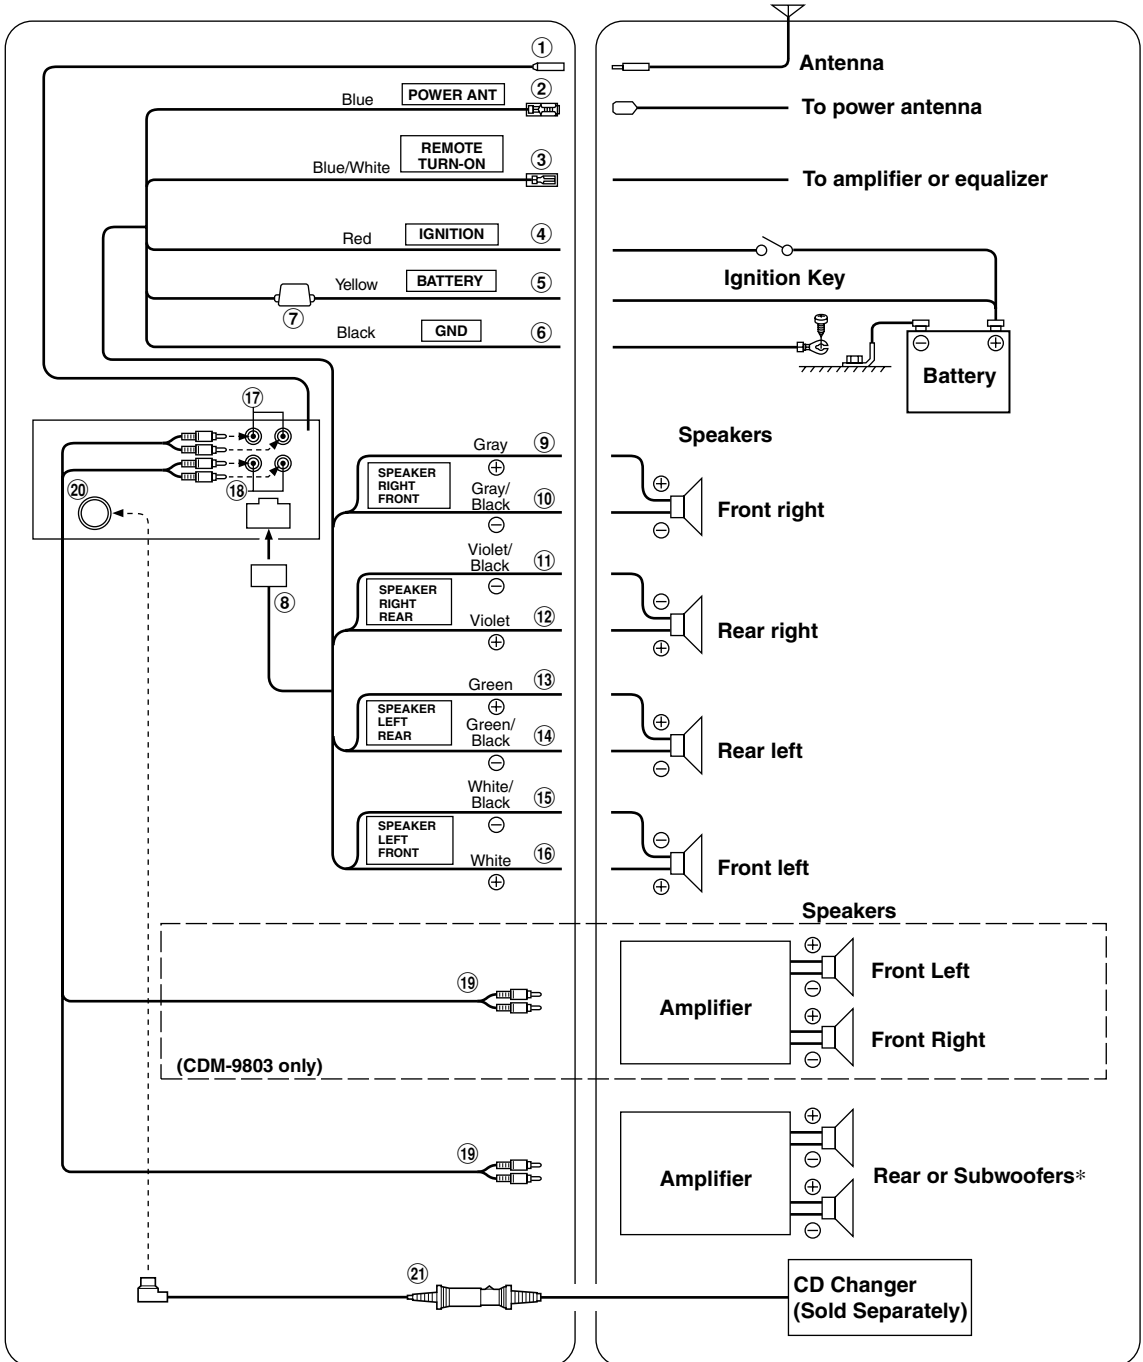 ①
Antenna
②
Blue
POWER ANT
To power antenna
③
Blue/White
REMOTE
TURN-ON
To amplifier or equalizer
④
Red
IGNITION
Ignition Key
⑤
Yellow
BATTERY
⑦
⑥
Black
GND
⊖ ⊕
Battery
⑰
⑱
⑳
⑧
Speakers
Gray
⑨
⊕
SPEAKER
RIGHT
FRONT
Gray/
Black
⑩
⊖
⊕
⊖
Front right
Violet/
Black
⑪
⊖
SPEAKER
RIGHT
REAR
Violet
⑫
⊕
⊖
⊕
Rear right
Green
⑬
⊕
SPEAKER
LEFT
REAR
Green/
Black
⑭
⊖
⊕
⊖
Rear left
White/
Black
⑮
⊖
SPEAKER
LEFT
FRONT
White
⑯
⊕
⊖
⊕
Front left
Speakers
⑲
Amplifier
⊕
⊖
Front Left
⊕
⊖
Front Right
(CDM-9803 only)
⑲
Amplifier
⊕
⊖
⊕
⊖
Rear or Subwoofers*
㉑
CD Changer
(Sold Separately)